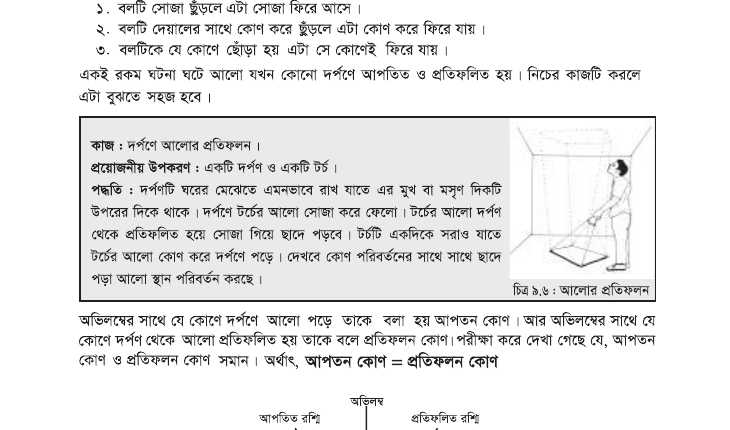 ১. বলটি সোজা ছুঁড়লে এটা সোজা ফিরে আসে।
২. বলটি দেয়ালের সাথে কোণ করে ছুঁড়লে এটা কোণ করে ফিরে যায়।
৩. বলটিকে যে কোণে ছোঁড়া হয় এটা সে কোণেই ফিরে যায়।
একই রকম ঘটনা ঘটে আলো যখন কোনো দর্পণে আপতিত ও প্রতিফলিত হয়। নিচের কাজটি করলে
এটা বুঝতে সহজ হবে।
কাজ : দর্পণে আলোর প্রতিফলন।
প্রয়োজনীয় উপকরণ : একটি দর্পণ ও একটি টর্চ।
পদ্ধতি : দর্পণটি ঘরের মেঝেতে এমনভাবে রাখ যাতে এর মুখ বা মসৃণ দিকটি
উপরের দিকে থাকে। দর্পণে টর্চের আলো সোজা করে ফেলো। টর্চের আলো দর্পণ
থেকে প্রতিফলিত হয়ে সোজা গিয়ে ছাদে পড়বে। টর্চটি একদিকে সরাও যাতে
টর্চের আলো কোণ করে দর্পণে পড়ে। দেখবে কোণ পরিবর্তনের সাথে সাথে ছাদে
পড়া আলো স্থান পরিবর্তন করছে।
চিত্র ৯.৬ : আলোর প্রতিফলন
অভিলম্বের সাথে যে কোণে দর্পণে আলো পড়ে তাকে বলা হয় আপতন কোণ। আর অভিলম্বের সাথে যে
কোণে দর্পণ থেকে আলো প্রতিফলিত হয় তাকে বলে প্রতিফলন কোণ। পরীক্ষা করে দেখা গেছে যে, আপতন
কোণ ও প্রতিফলন কোণ সমান। অর্থাৎ, আপতন কোণ = প্রতিফলন কোণ
অভিলম্ব
আপতিত রশ্মি প্রতিফলিত রশ্মি